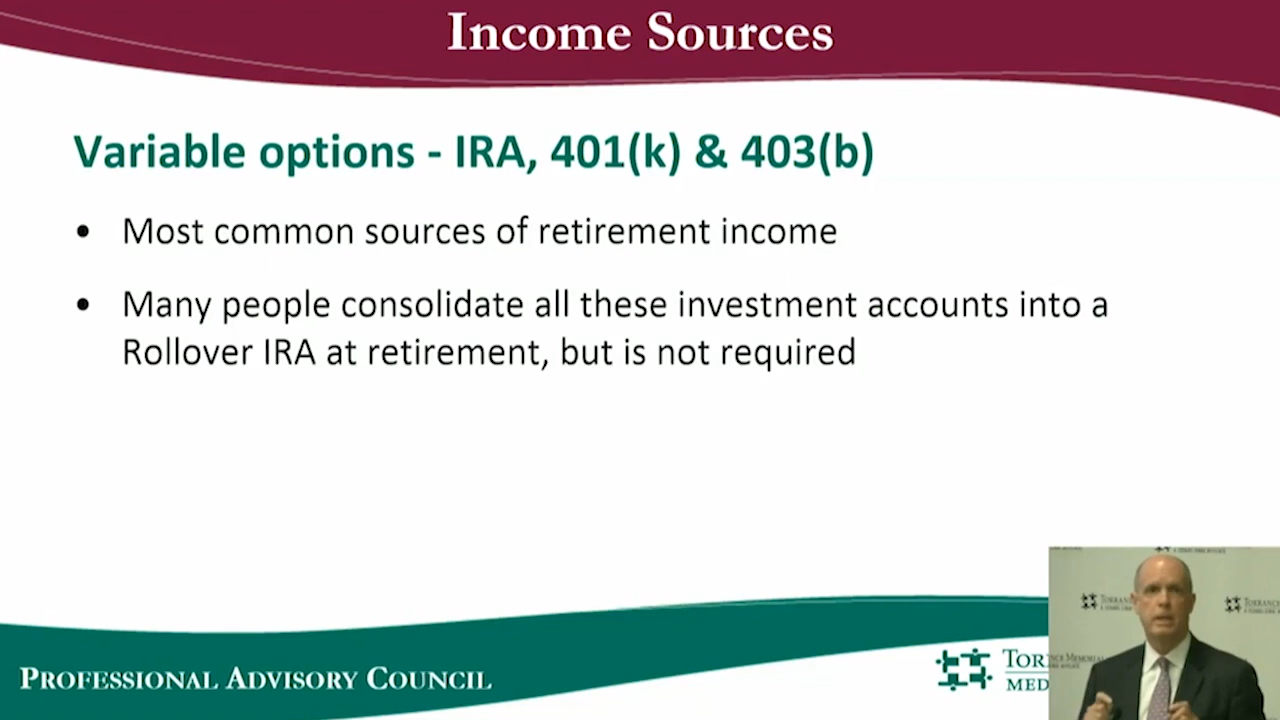 Income Sources
Variable options - IRA, 401(k) & 403(b)
• Most common sources of retirement income
• Many people consolidate all these investment accounts into a
Rollover IRA at retirement, but is not required
PROFESSIONAL ADVISORY COUNCIL
MED